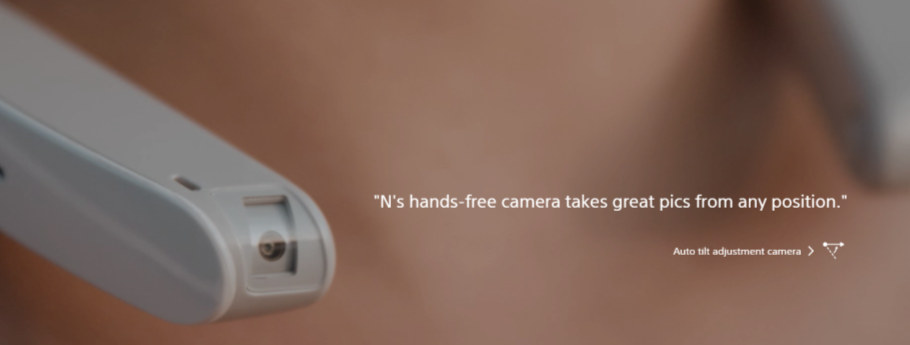 "N's hands-free camera takes great pics from any position."
Auto tilt adjustment camera >